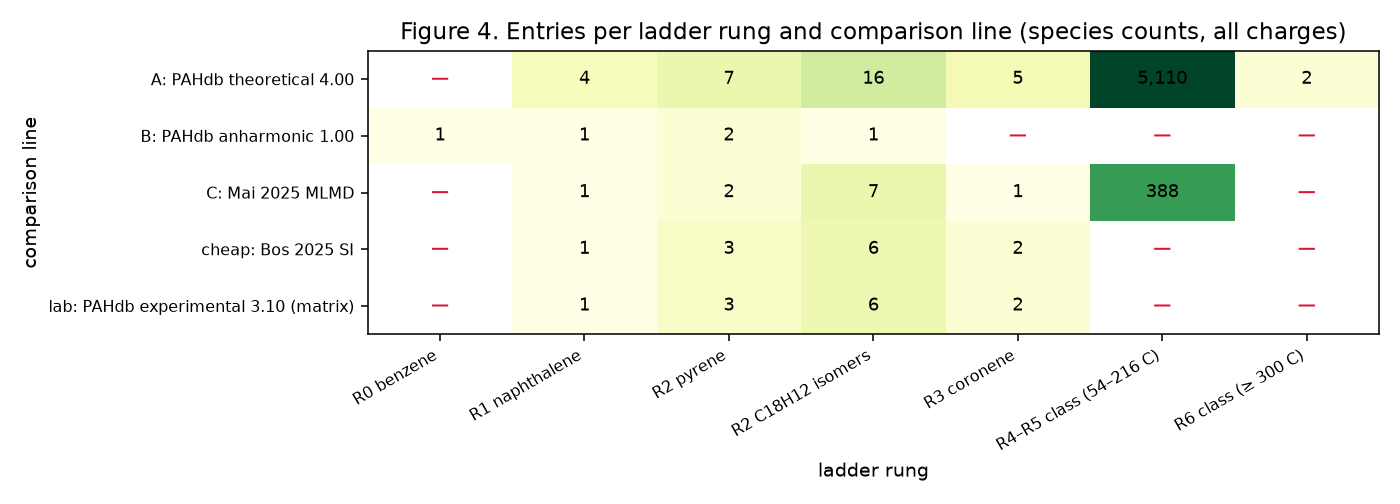 Figure 4. Entries per ladder rung and comparison line (species counts, all charges)
comparison line
A: PAHdb theoretical 4.00 — 4 7 16 5 5,110 2
B: PAHdb anharmonic 1.00 1 1 2 1 — — —
C: Mai 2025 MLMD — 1 2 7 1 388 —
cheap: Bos 2025 SI — 1 3 6 2 — —
lab: PAHdb experimental 3.10 (matrix) — 1 3 6 2 — —
R0 benzene
R1 naphthalene
R2 pyrene
R2 C18H12 isomers
R3 coronene
R4–R5 class (54–216 C)
R6 class (≥ 300 C)
ladder rung